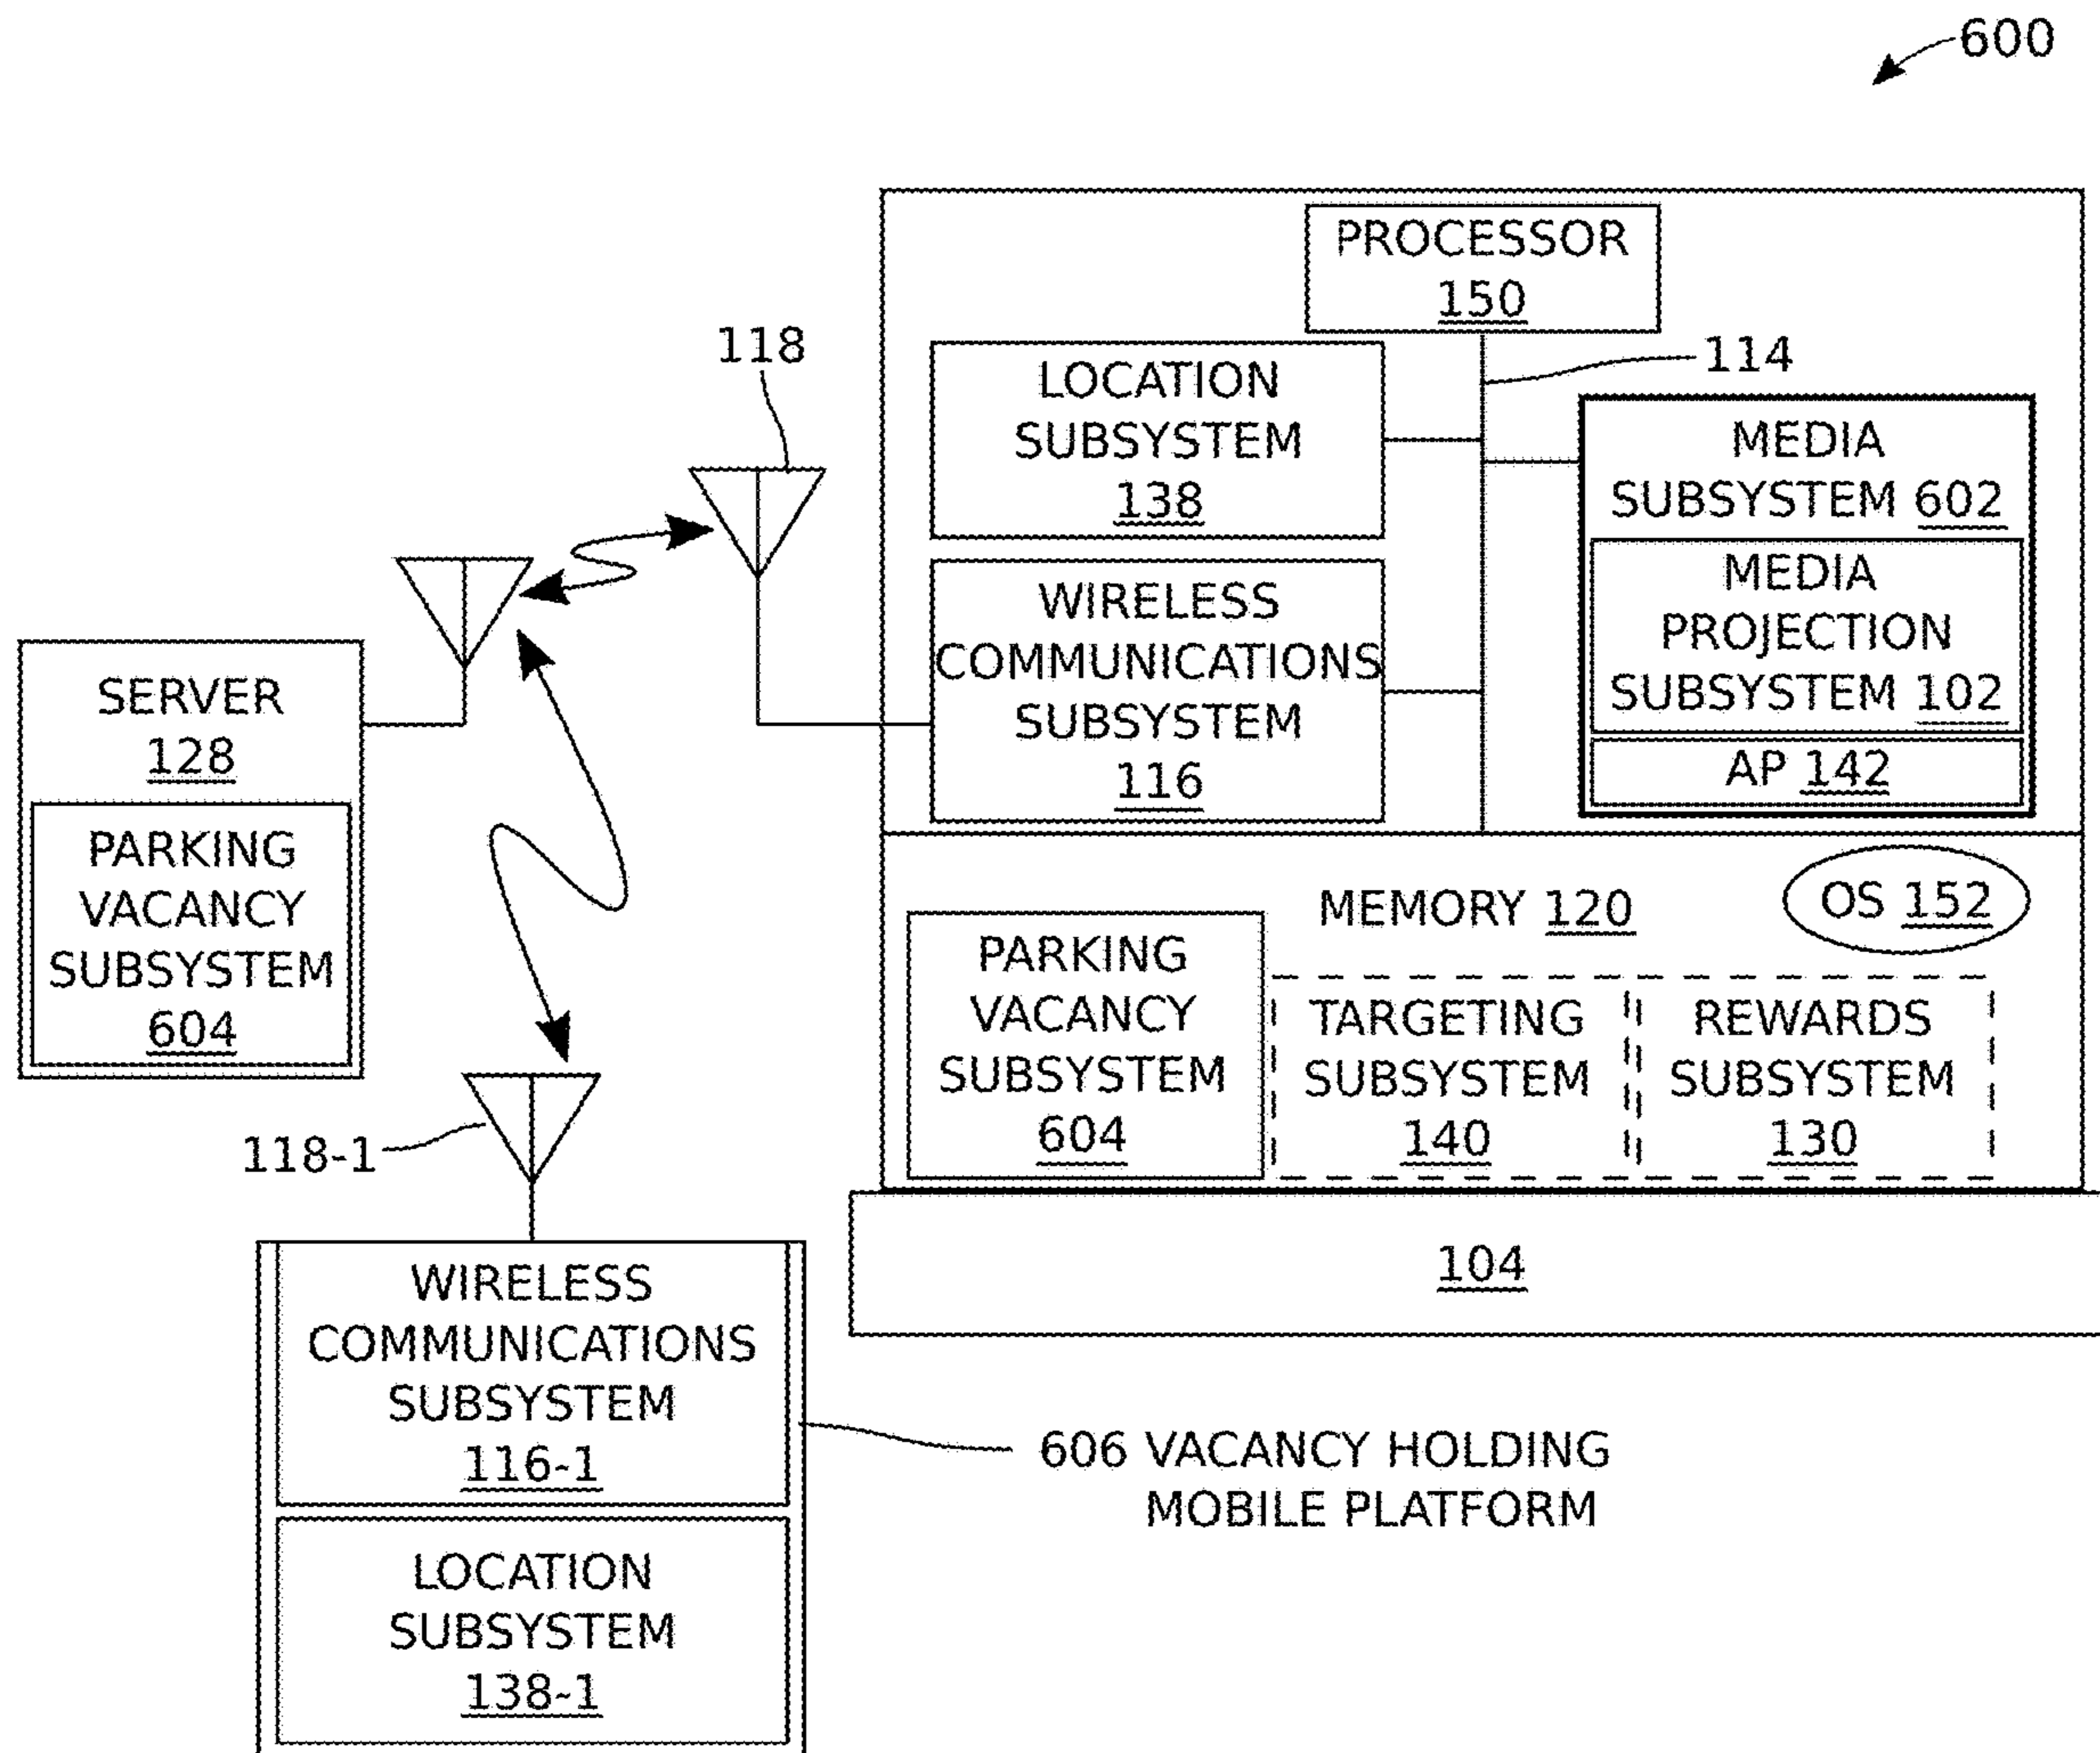 600
PROCESSOR
150
114
LOCATION
SUBSYSTEM
138
118
MEDIA
SUBSYSTEM 602
MEDIA
PROJECTION
SUBSYSTEM 102
AP 142
WIRELESS
COMMUNICATIONS
SUBSYSTEM
116
SERVER
128
PARKING
VACANCY
SUBSYSTEM
604
MEMORY 120
OS 152
PARKING
VACANCY
SUBSYSTEM
604
TARGETING
SUBSYSTEM
140
REWARDS
SUBSYSTEM
130
118-1
104
WIRELESS
COMMUNICATIONS
SUBSYSTEM
116-1
606 VACANCY HOLDING
MOBILE PLATFORM
LOCATION
SUBSYSTEM
138-1